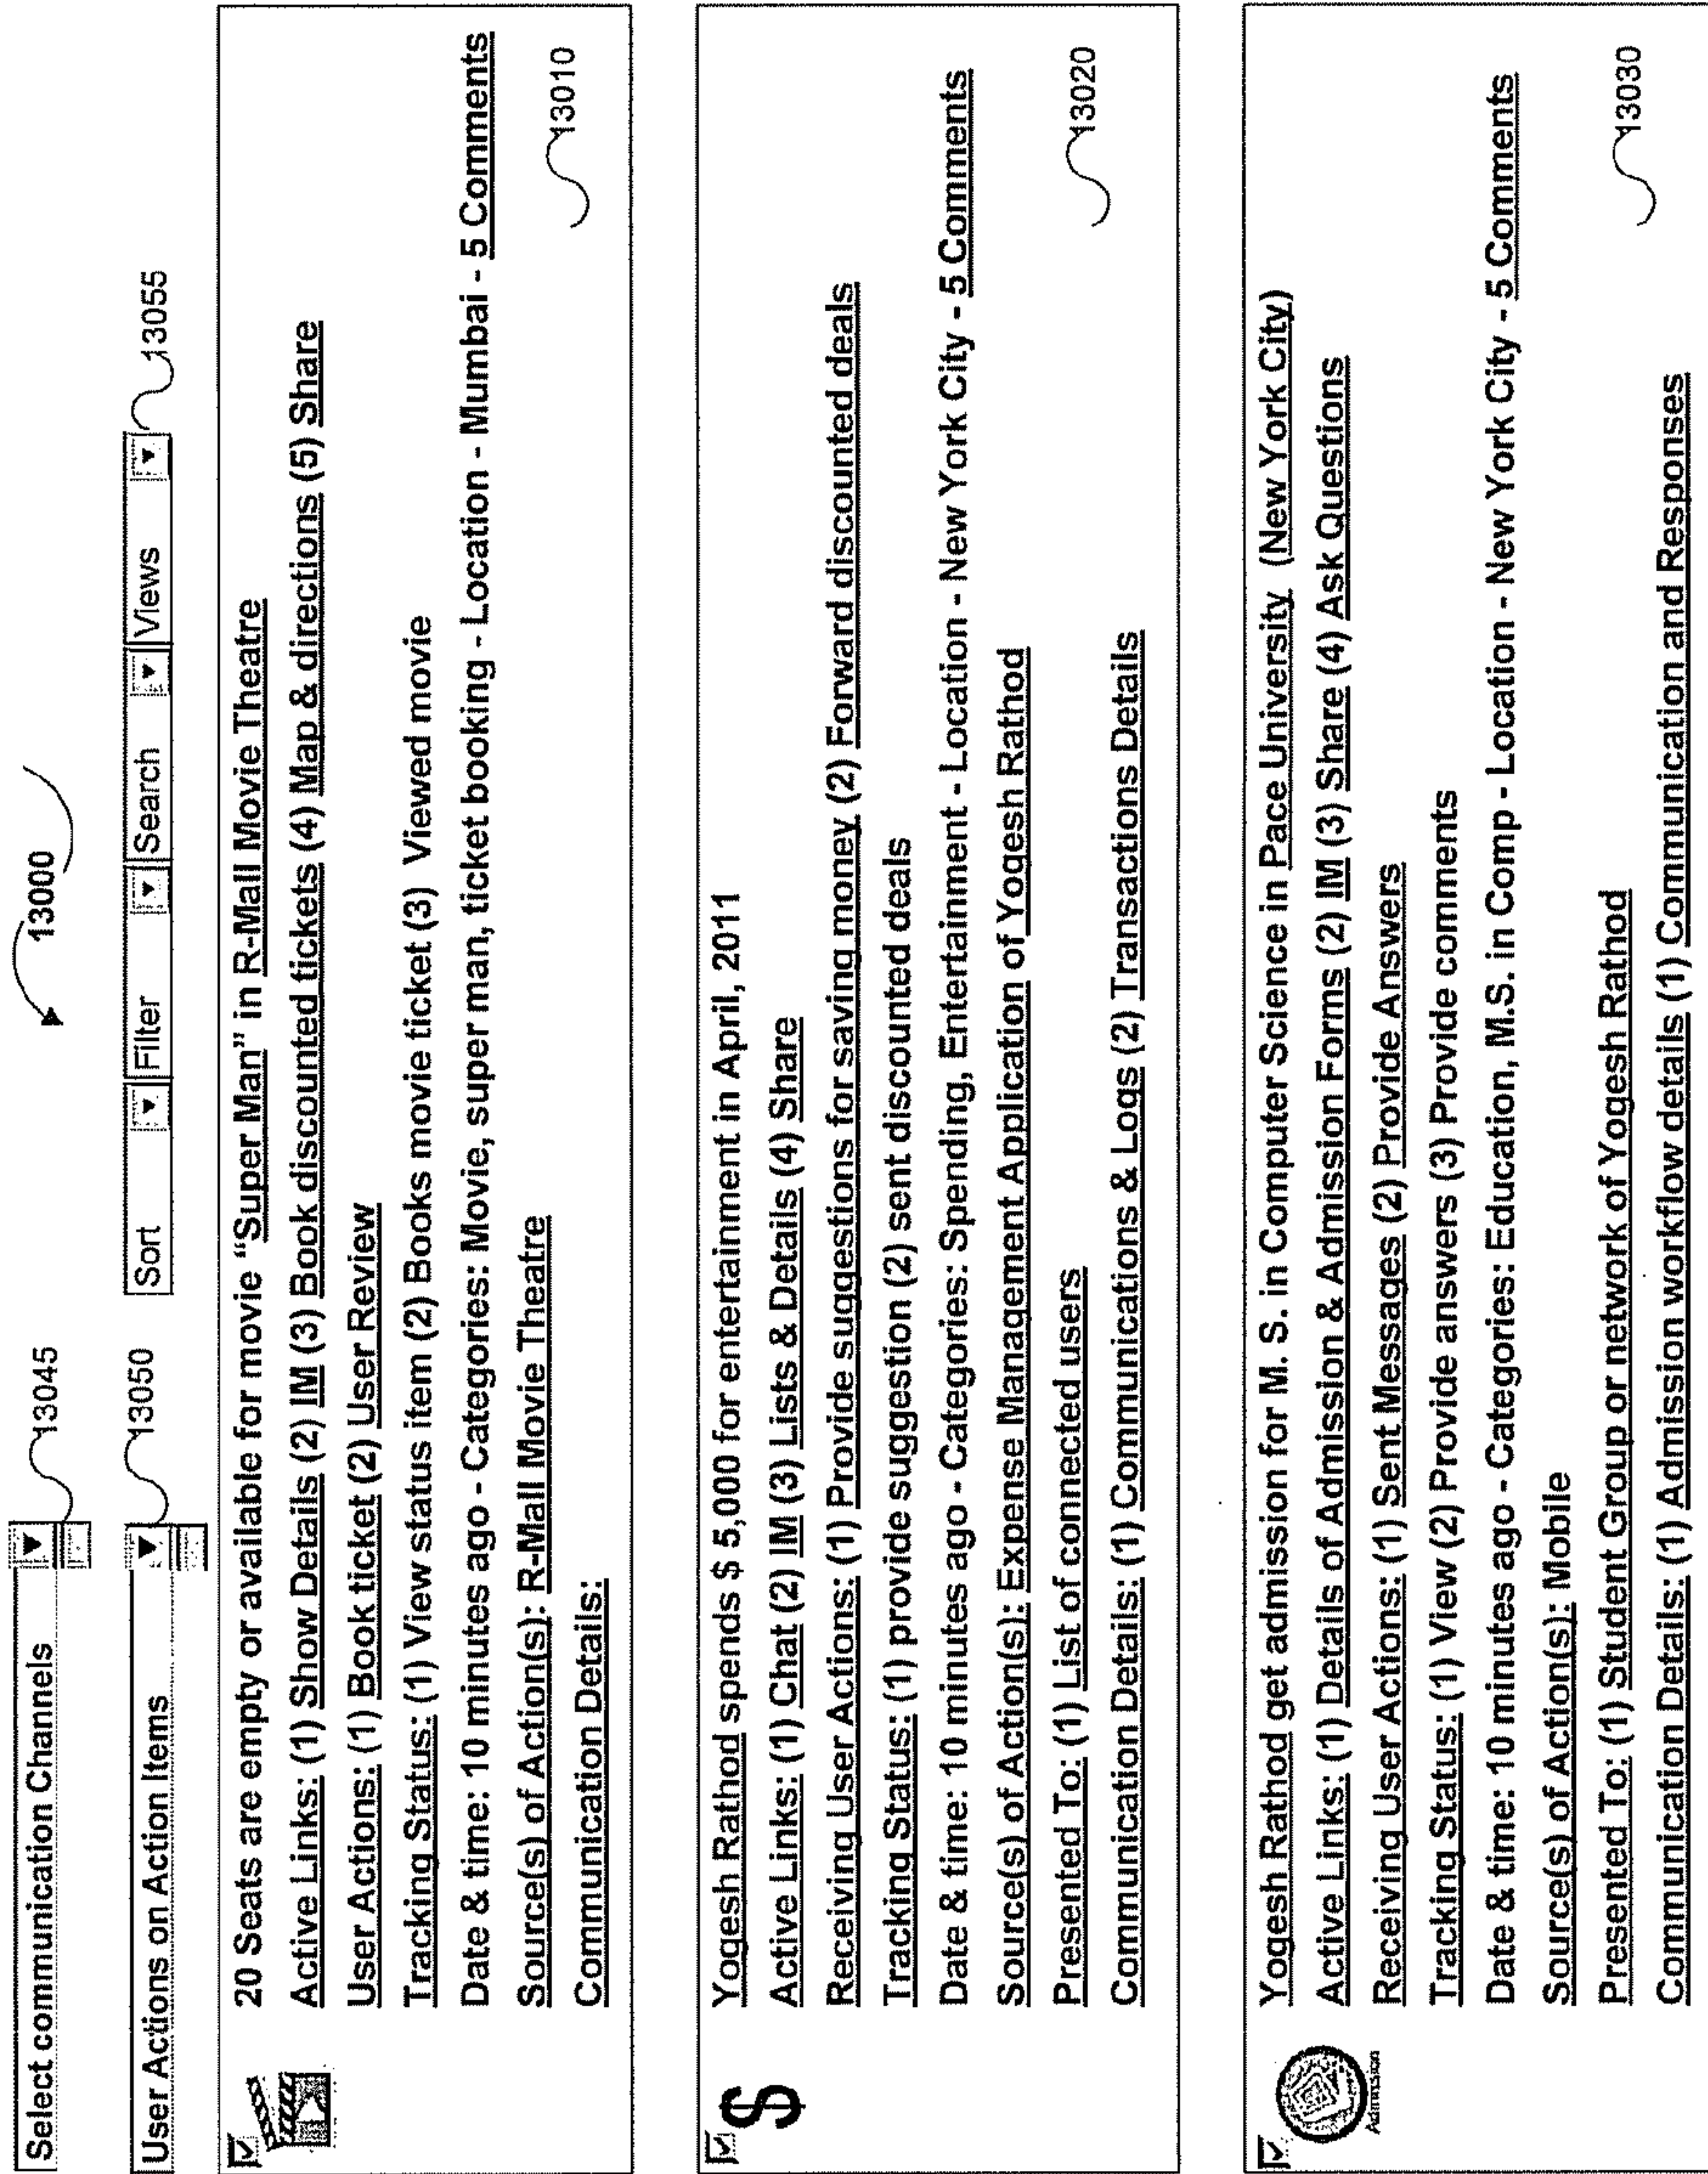 13000
Select communication Channels
13045
User Actions on Action Items
13050
Sort Filter Search Views
13055
20 Seats are empty or available for movie “Super Man” in R-Mall Movie Theatre
Active Links: (1) Show Details (2) IM (3) Book discounted tickets (4) Map & directions (5) Share
User Actions: (1) Book ticket (2) User Review
Tracking Status: (1) View status item (2) Books movie ticket (3) Viewed movie
Date & time: 10 minutes ago - Categories: Movie, super man, ticket booking - Location - Mumbai - 5 Comments
Source(s) of Action(s): R-Mall Movie Theatre
Communication Details:
13010
$
Yogesh Rathod spends $ 5,000 for entertainment in April, 2011
Active Links: (1) Chat (2) IM (3) Lists & Details (4) Share
Receiving User Actions: (1) Provide suggestions for saving money (2) Forward discounted deals
Tracking Status: (1) provide suggestion (2) sent discounted deals
Date & time: 10 minutes ago - Categories: Spending, Entertainment - Location - New York City - 5 Comments
Source(s) of Action(s): Expense Management Application of Yogesh Rathod
Presented To: (1) List of connected users
Communication Details: (1) Communications & Logs (2) Transactions Details
13020
Admission
Yogesh Rathod get admission for M. S. in Computer Science in Pace University (New York City)
Active Links: (1) Details of Admission & Admission Forms (2) IM (3) Share (4) Ask Questions
Receiving User Actions: (1) Sent Messages (2) Provide Answers
Tracking Status: (1) View (2) Provide answers (3) Provide comments
Date & time: 10 minutes ago - Categories: Education, M.S. in Comp - Location - New York City - 5 Comments
Source(s) of Action(s): Mobile
Presented To: (1) Student Group or network of Yogesh Rathod
Communication Details: (1) Admission workflow details (1) Communication and Responses
13030